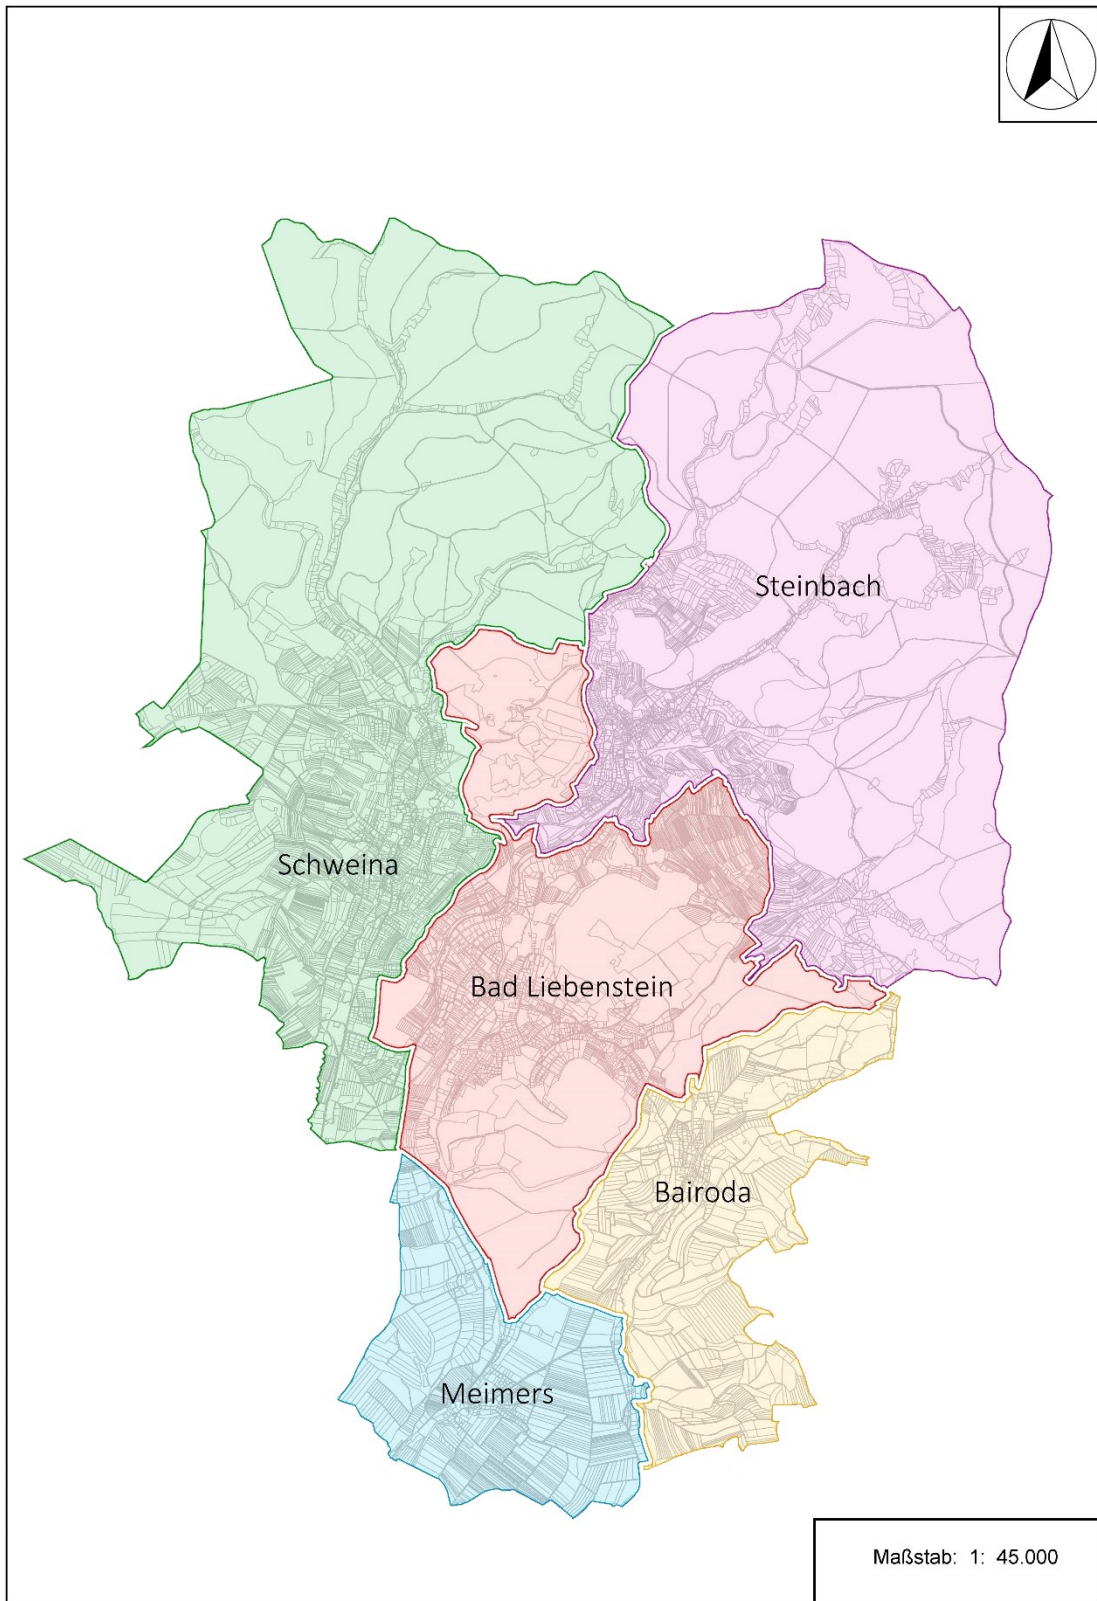 Steinbach
Schweina
Bad Liebenstein
Bairoda
Meimers
Maßstab: 1: 45.000